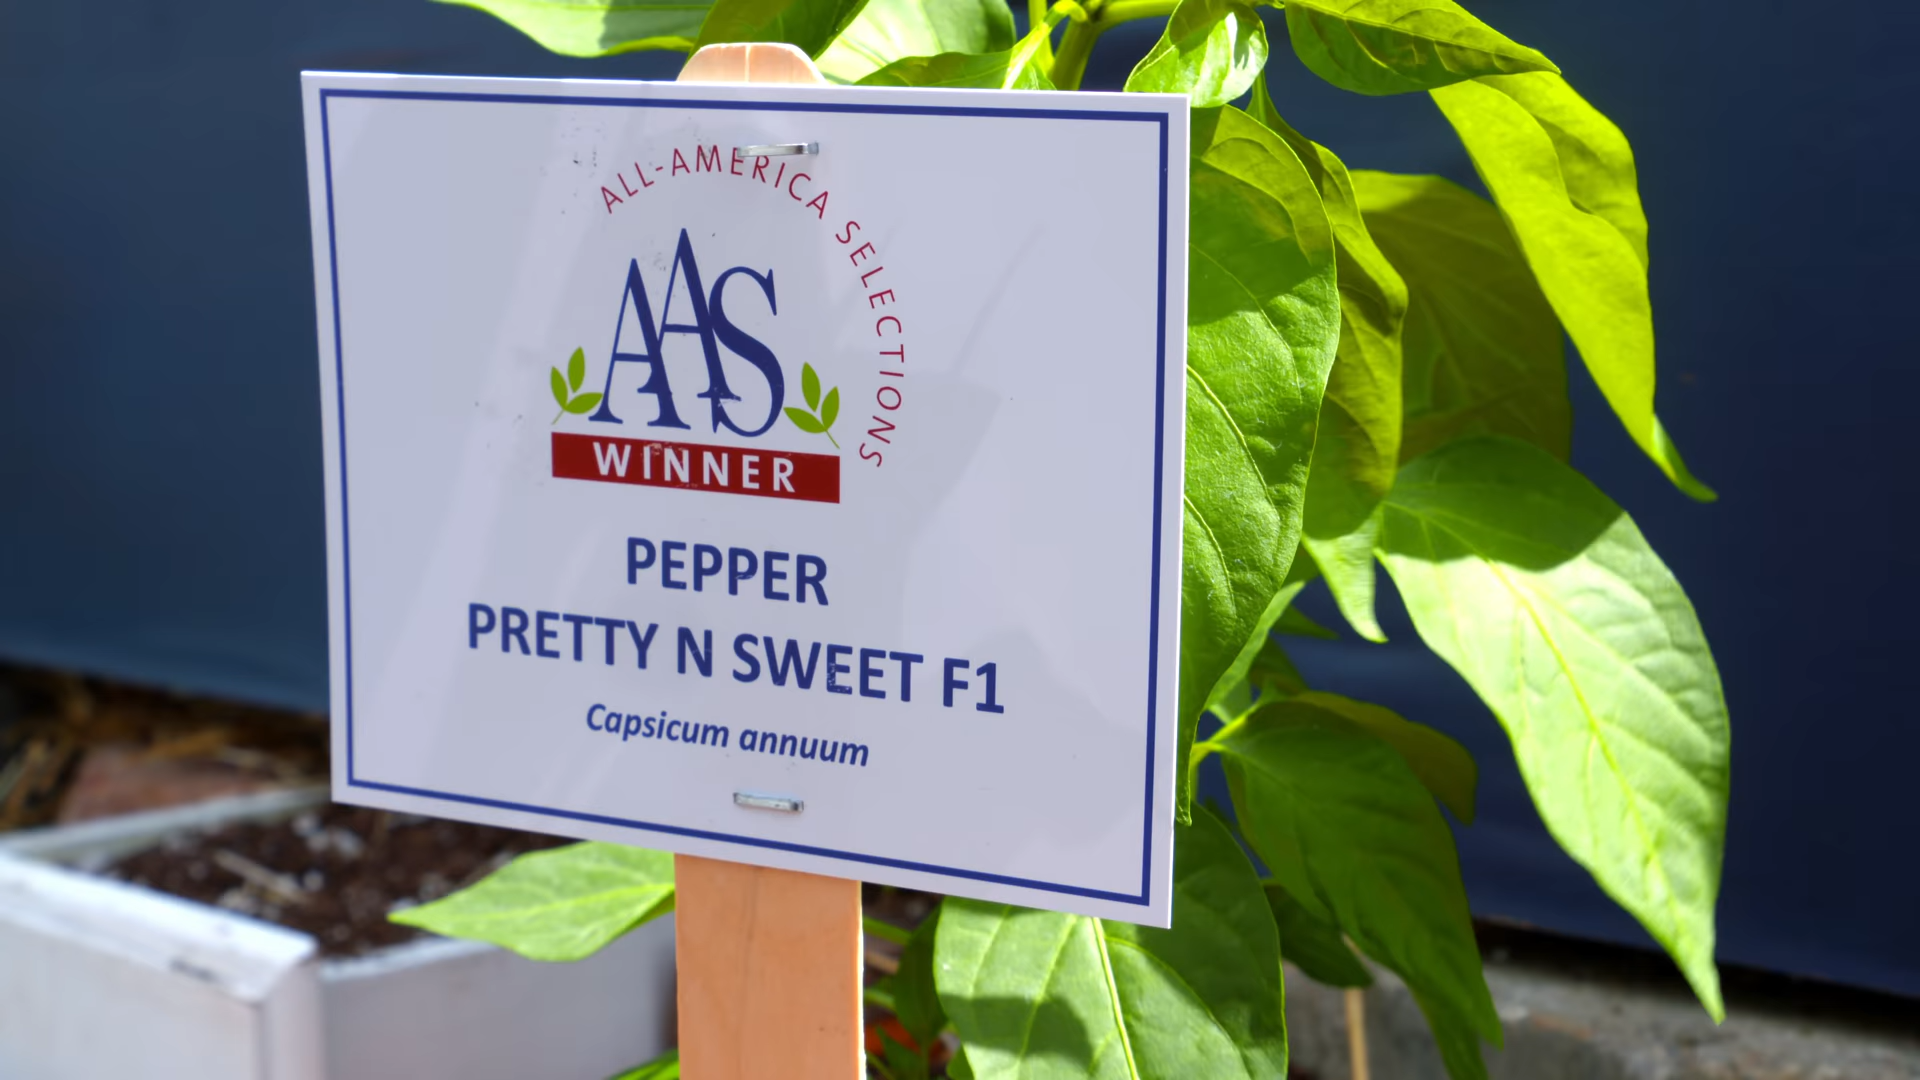 ALL-AMERICA SELECTIONS
AAS
WINNER
PEPPER
PRETTY N SWEET F1
Capsicum annuum